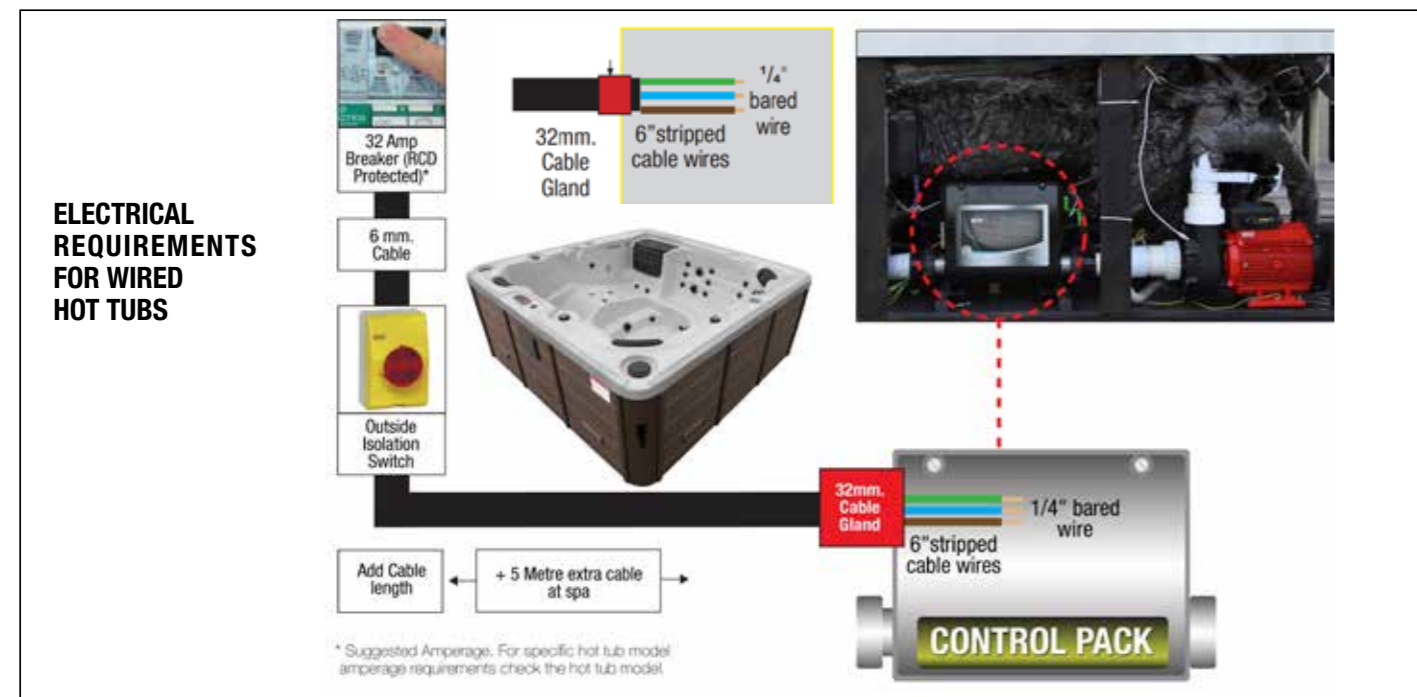 ELECTRICAL
REQUIREMENTS
FOR WIRED
HOT TUBS
32 Amp
Breaker (RCD
Protected)*
6 mm.
Cable
Outside
Isolation
Switch
32mm.
Cable
Gland
6"stripped
cable wires
1/4"
bared
wire
32mm.
Cable
Gland
6"stripped
cable wires
1/4" bared
wire
CONTROL PACK
Add Cable
length
+ 5 Metre extra cable
at spa
* Suggested Amperage. For specific hot tub model
amperage requirements check the hot tub model.